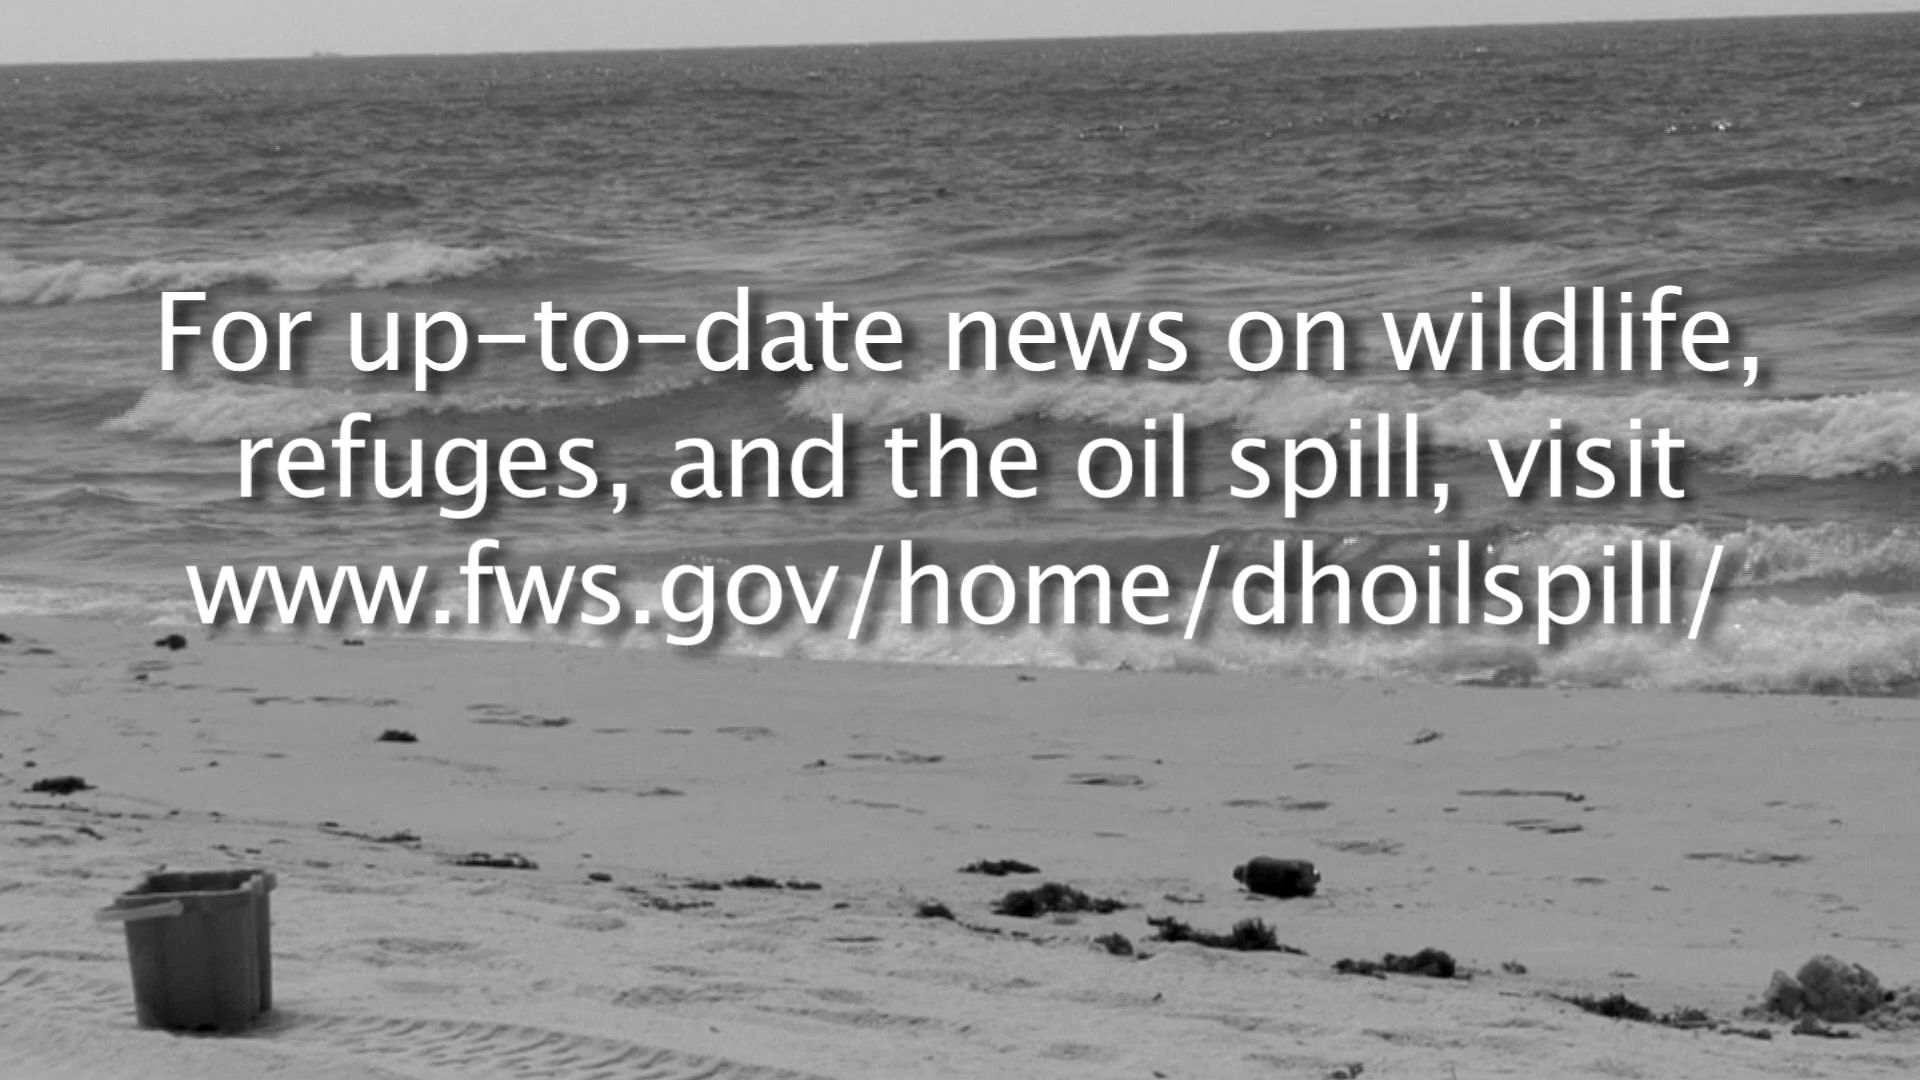 For up-to-date news on wildlife,
refuges, and the oil spill, visit
www.fws.gov/home/dhoilspill/